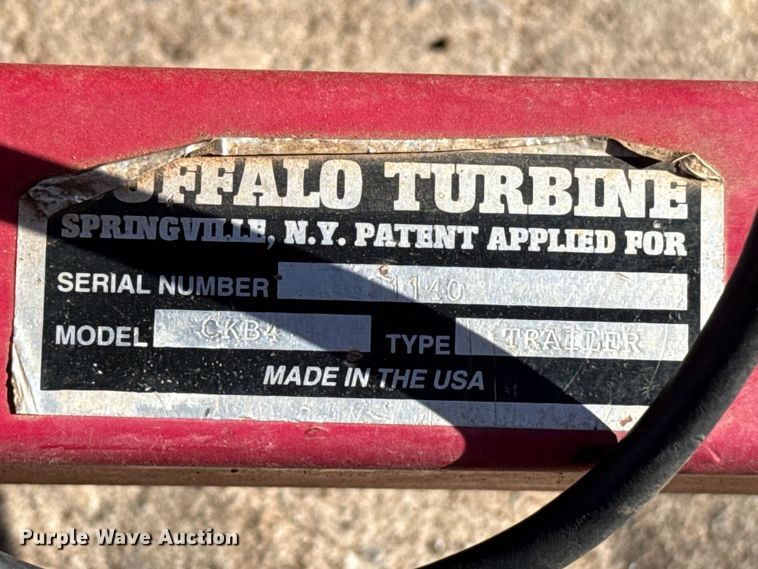 BUFFALO TURBINE
SPRINGVILLE, N.Y. PATENT APPLIED FOR
SERIAL NUMBER 1140
MODEL CKB4 TYPE TRAILER
MADE IN THE USA
Purple Wave Auction